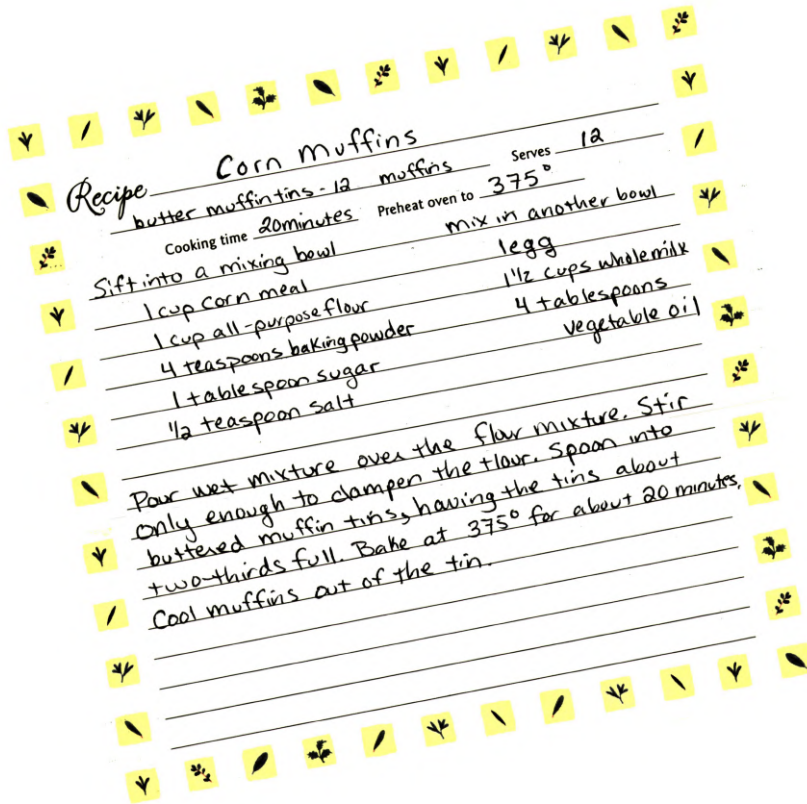 Recipe Corn Muffins
butter muffin tins - 12 muffins Serves 12
Cooking time 20 minutes Preheat oven to 375°
Sift into a mixing bowl
1 cup corn meal
1 cup all-purpose flour
4 teaspoons baking powder
1 tablespoon sugar
1/2 teaspoon salt
mix in another bowl
1 egg
1 1/2 cups whole milk
4 tablespoons
vegetable oil
Pour wet mixture over the flour mixture. Stir
only enough to dampen the flour. Spoon into
buttered muffin tins, having the tins about
two-thirds full. Bake at 375° for about 20 minutes.
Cool muffins out of the tin.